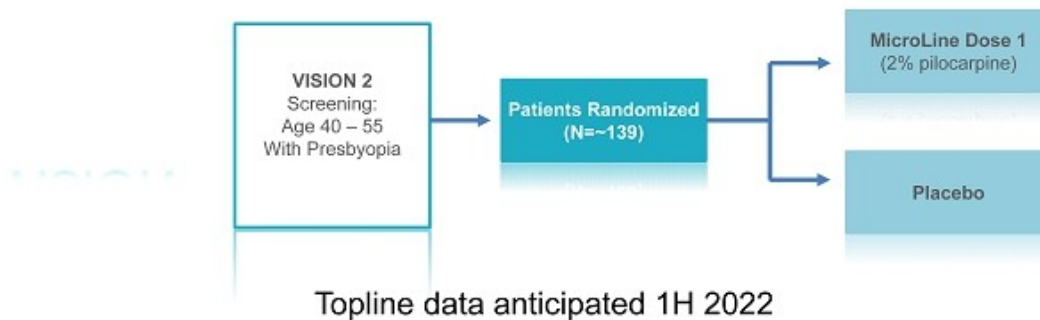 VISION 2
Screening:
Age 40 – 55
With Presbyopia
Patients Randomized
(N=~139)
MicroLine Dose 1
(2% pilocarpine)
Placebo
Topline data anticipated 1H 2022